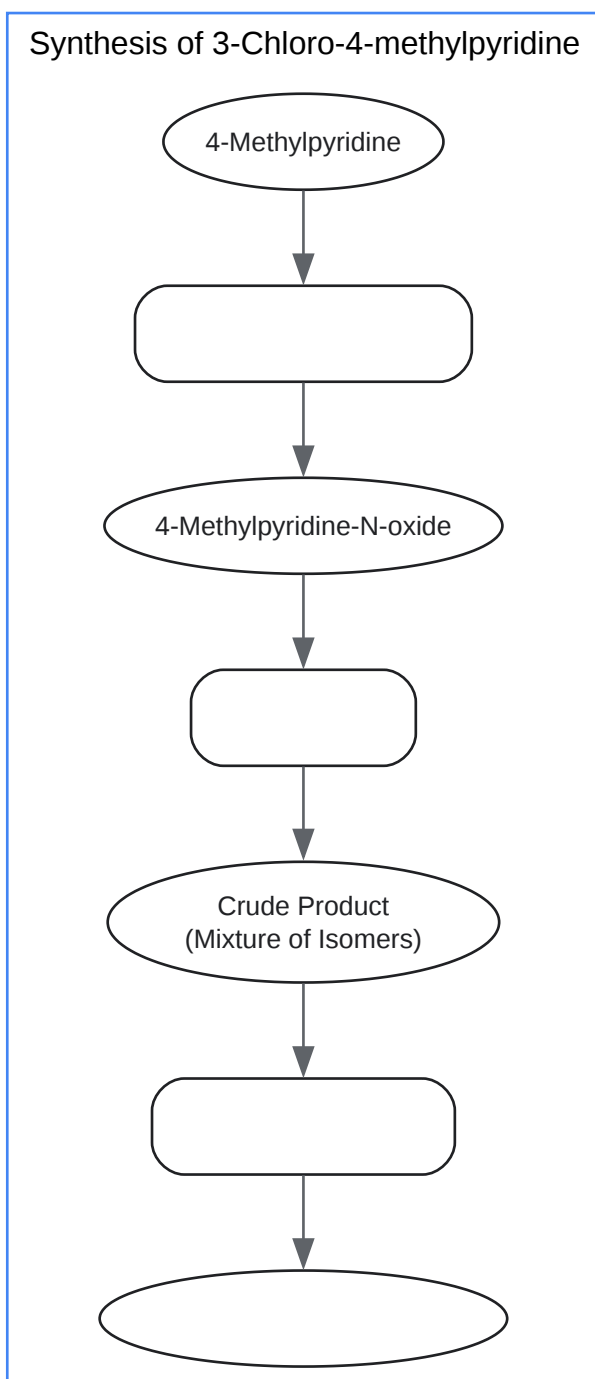 Synthesis of 3-Chloro-4-methylpyridine
4-Methylpyridine
4-Methylpyridine-N-oxide
Crude Product
(Mixture of Isomers)